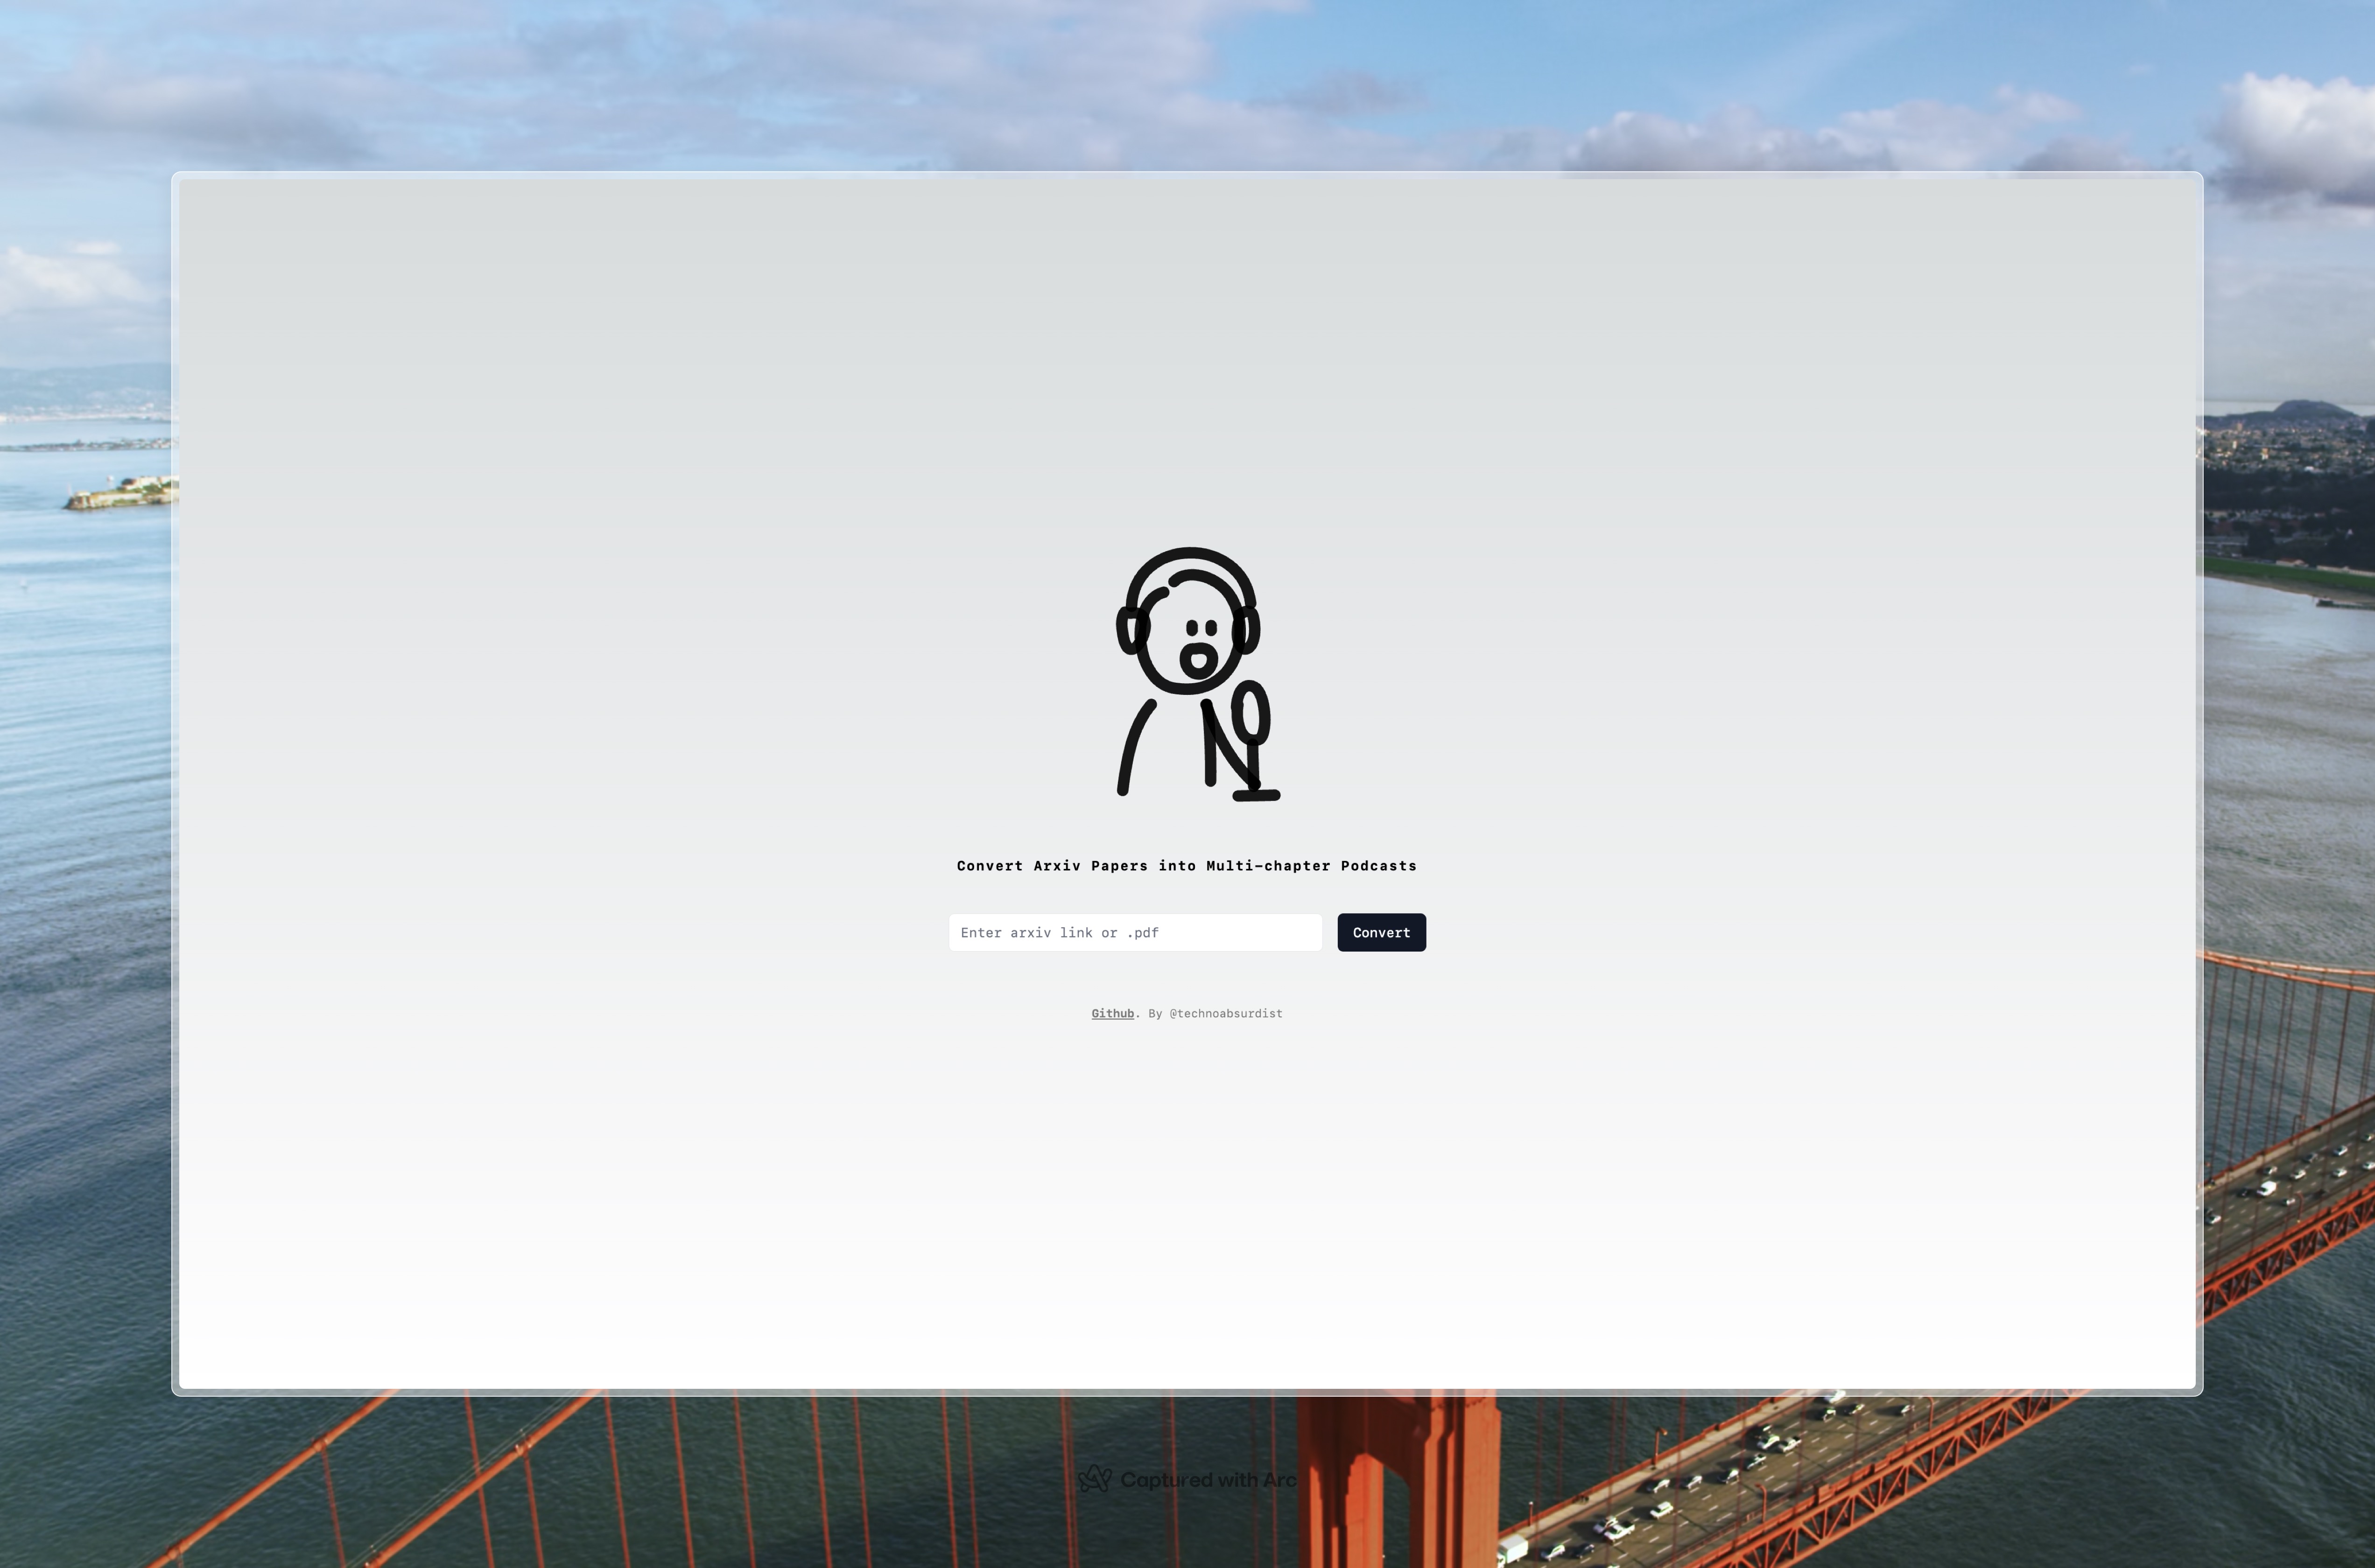 Convert Arxiv Papers into Multi-chapter Podcasts
Enter arxiv link or .pdf
Convert
Github. By @technoabsurdist
Captured with Arc